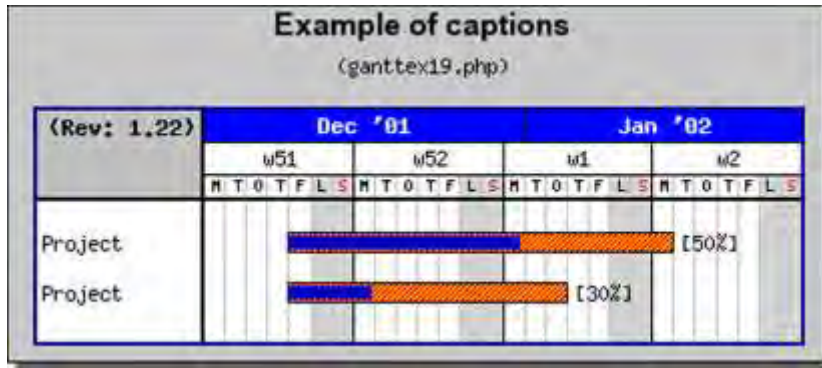 Example of captions
(ganttex19.php)
(Rev: 1.22) Dec '01 Jan '02
w51 w52 w1 w2
M T O T F L S M T O T F L S M T O T F L S M T O T F L S
Project [50%]
Project [30%]